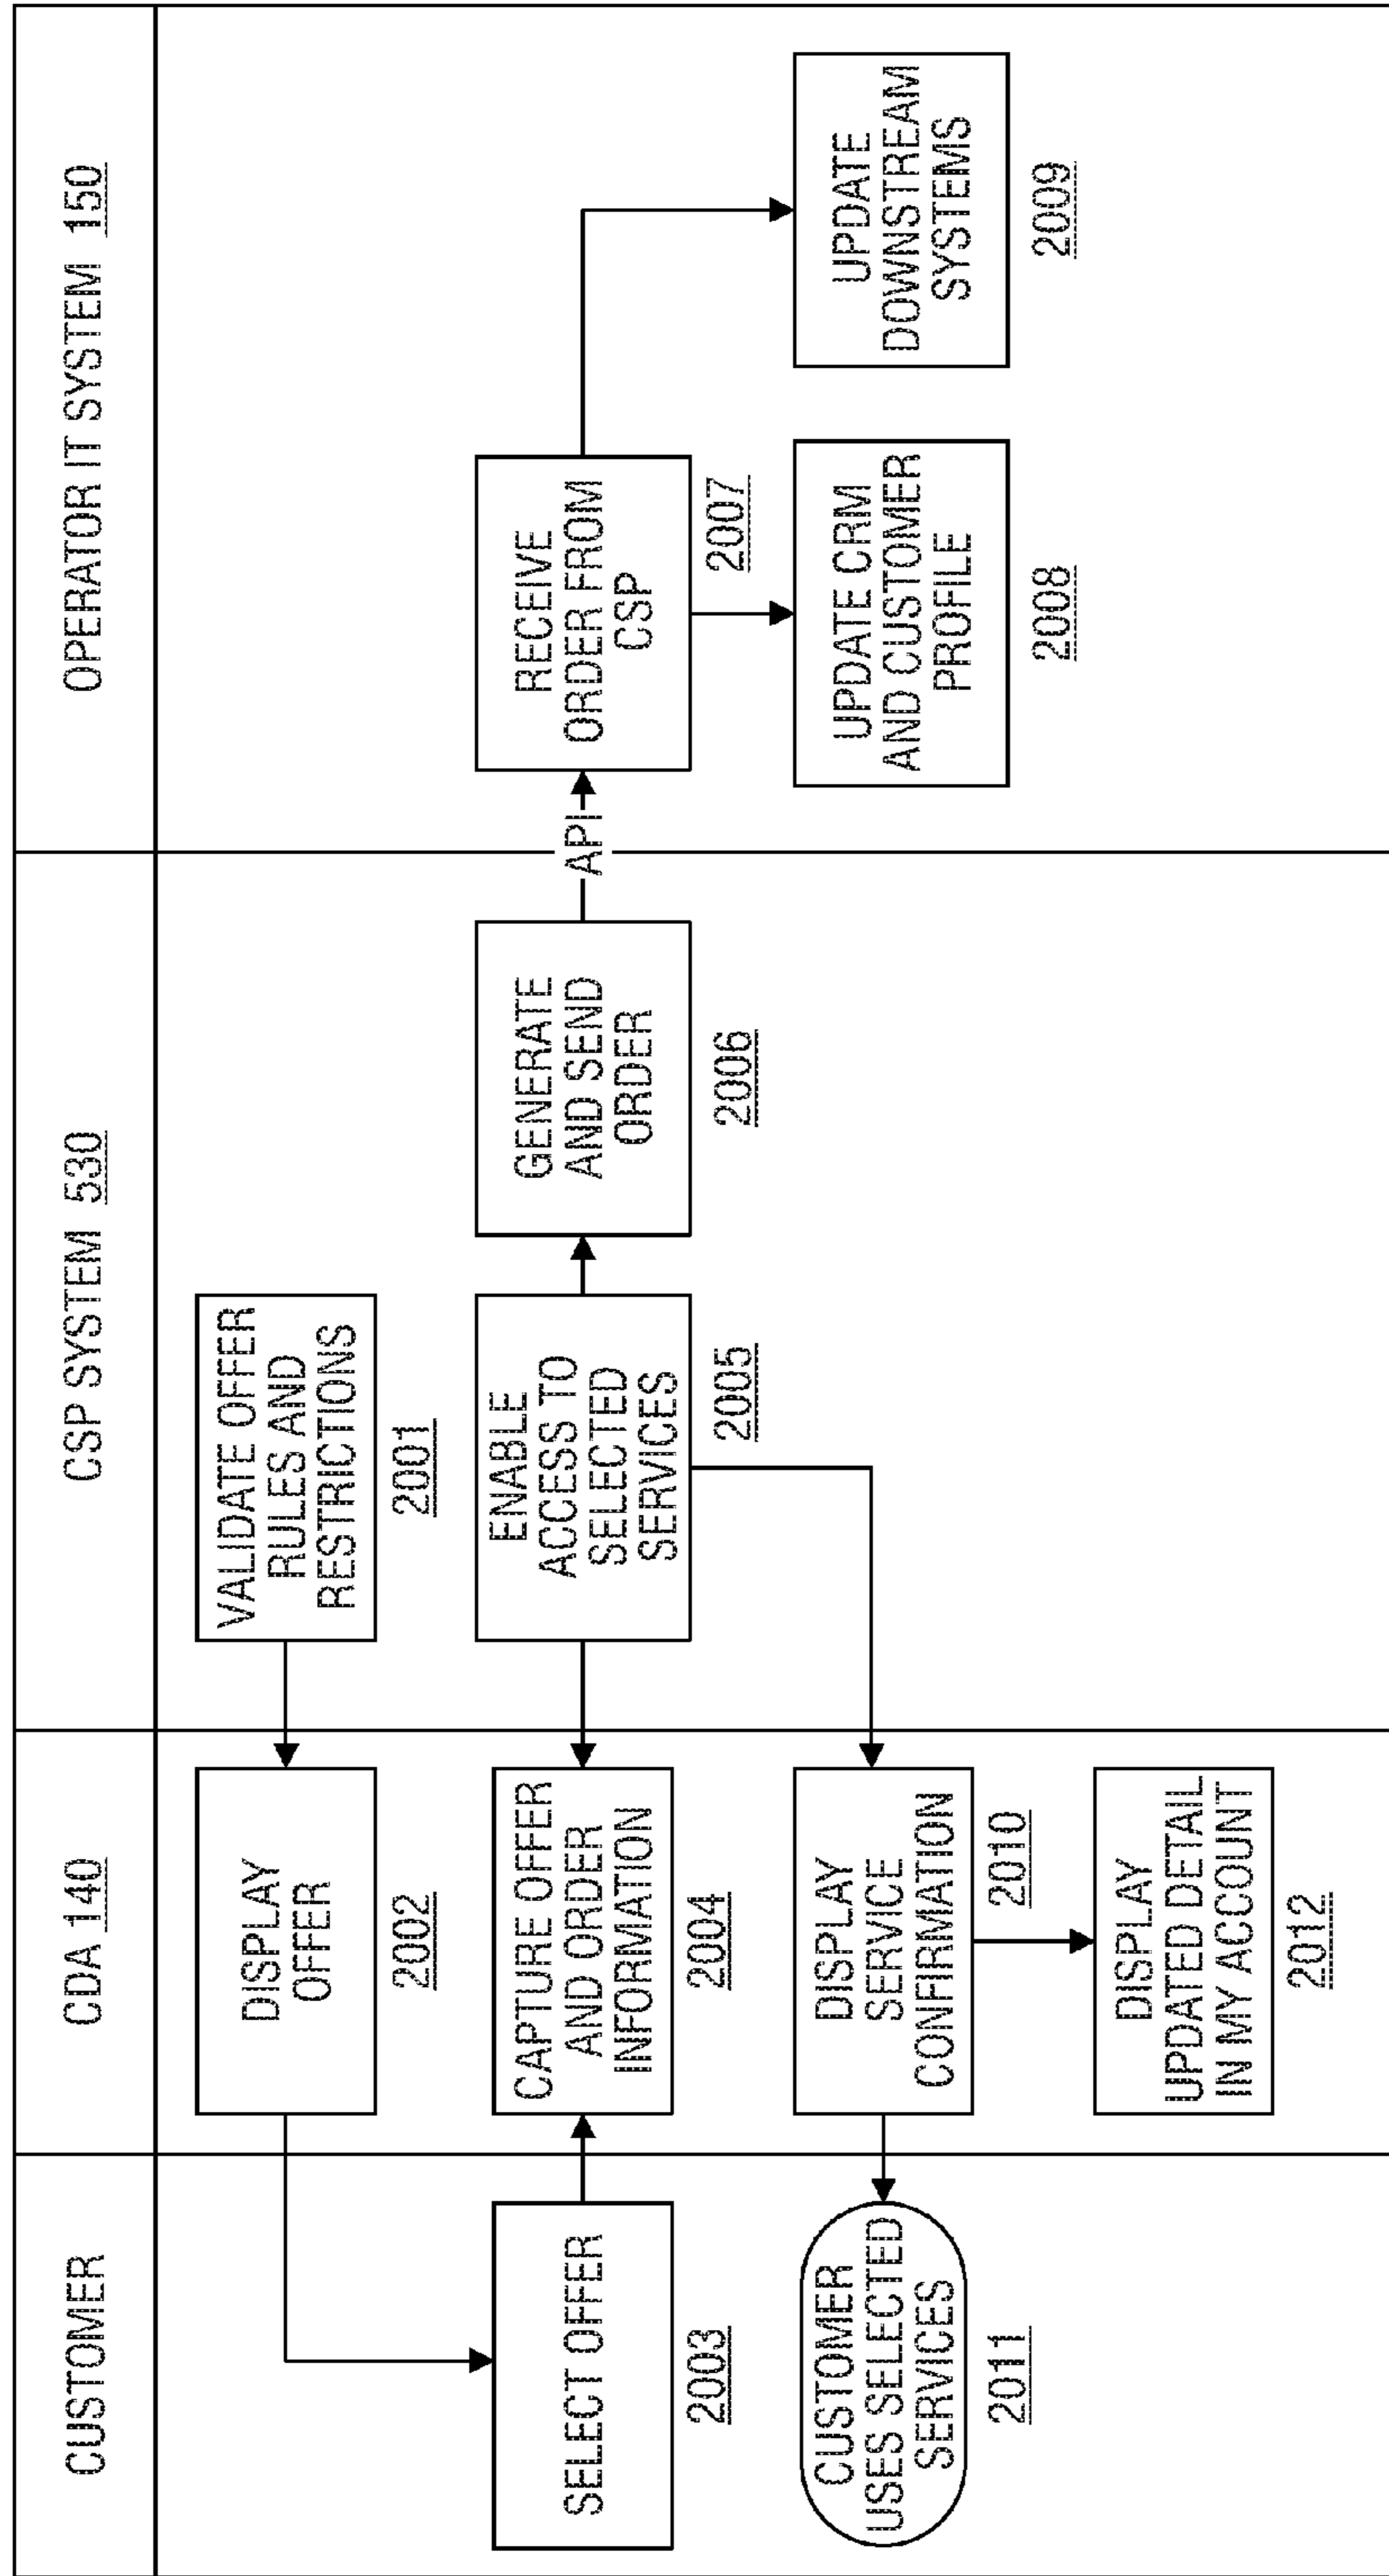 CUSTOMER
CDA 140
CSP SYSTEM 530
OPERATOR IT SYSTEM 150
DISPLAY
OFFER
2002
VALIDATE OFFER
RULES AND
RESTRICTIONS
2001
SELECT OFFER
2003
CAPTURE OFFER
AND ORDER
INFORMATION
2004
ENABLE
ACCESS TO
SELECTED
SERVICES
2005
GENERATE
AND SEND
ORDER
2006
API
RECEIVE
ORDER FROM
CSP
2007
CUSTOMER
USES SELECTED
SERVICES
2011
DISPLAY
SERVICE
CONFIRMATION
2010
UPDATE CRM
AND CUSTOMER
PROFILE
2008
UPDATE
DOWNSTREAM
SYSTEMS
2009
DISPLAY
UPDATED DETAIL
IN MY ACCOUNT
2012